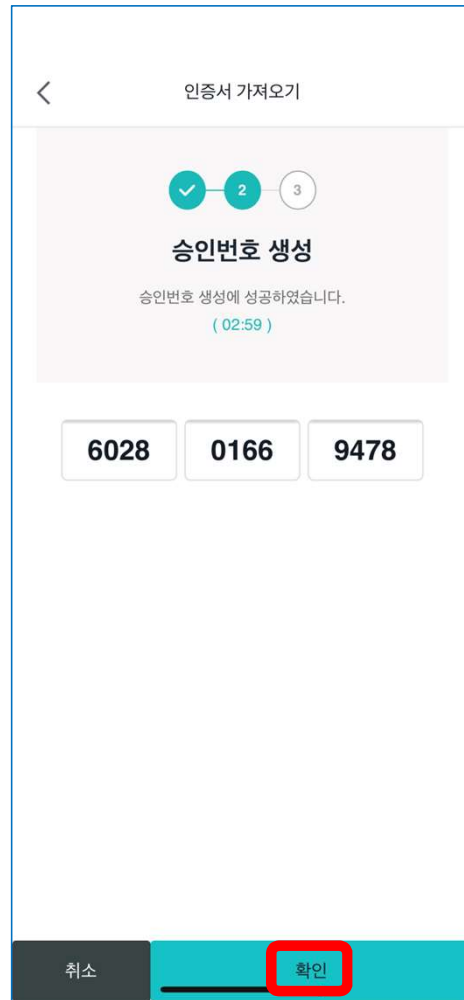 인증서 가져오기
2 3
승인번호 생성
승인번호 생성에 성공하였습니다.
( 02:59 )
6028 0166 9478
취소 확인